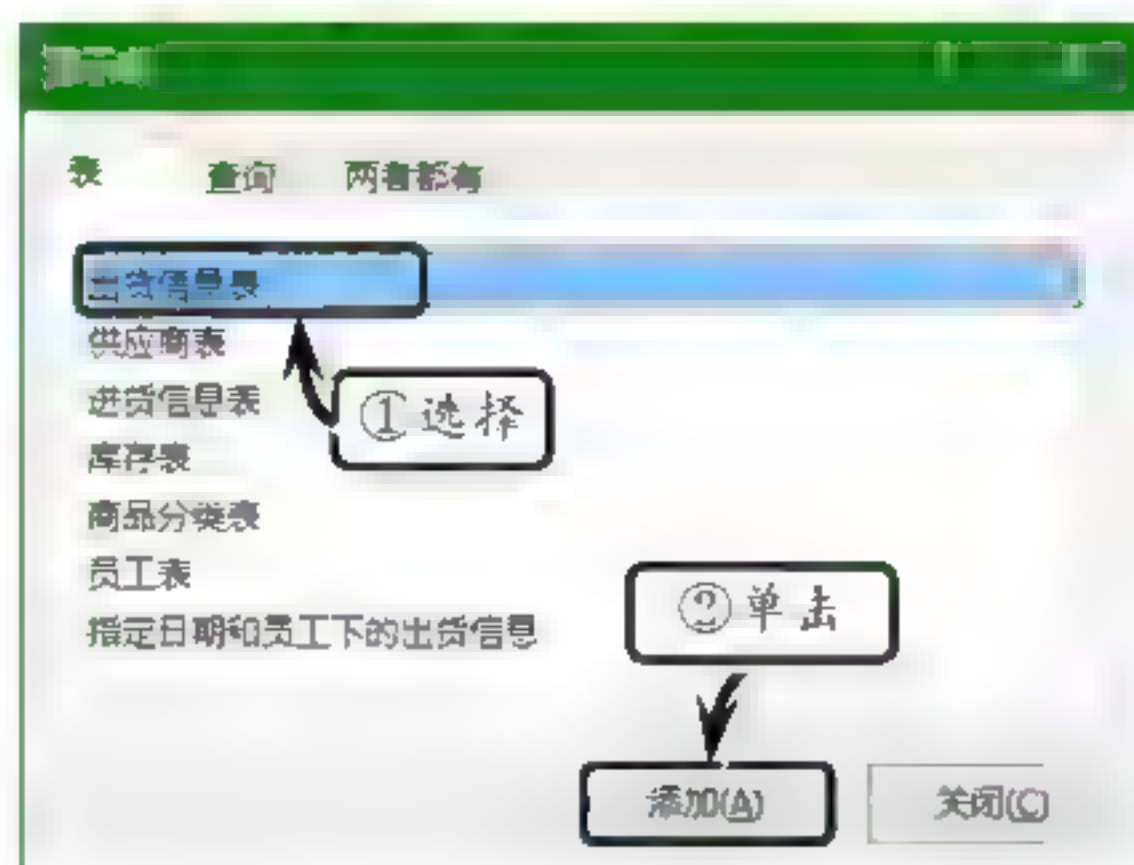 表 查询 两者都有
出货信息表
供应商表
进货信息表
①选择
库存表
商品分类表
员工表
②单击
指定日期和员工下的出货信息
添加(A) 关闭(C)